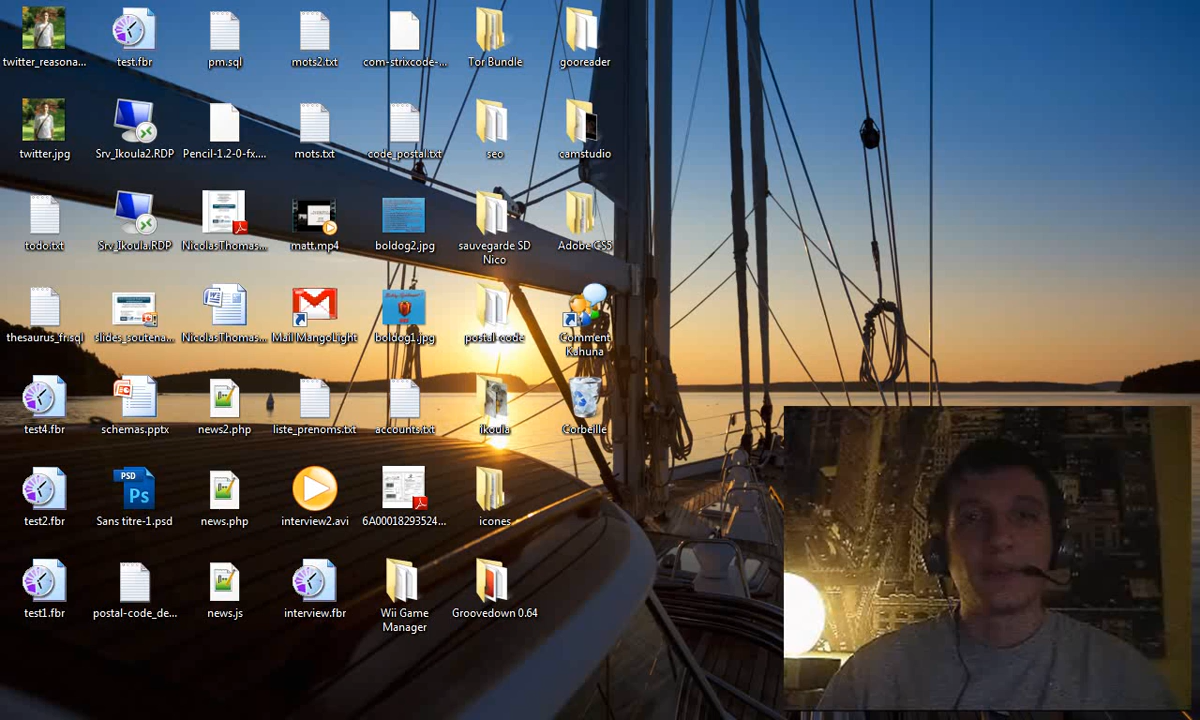 twitter_reasona...
test.fbr
pm.sql
mots2.txt
com-strixcode-...
Tor Bundle
gooreader
twitter.jpg
Srv_Ikoula2.RDP
Pencil-1.2-0-fx....
mots.txt
code_postal.txt
seo
camstudio
todo.txt
Srv_Ikoula.RDP
NicolasThomas...
matt.mp4
boldog2.jpg
sauvegarde SD
Nico
Adobe CS5
thesaurus_fr.sql
slides_soutena...
NicolasThomas...
Mail MangoLight
boldog1.jpg
postal-code
Comment
Kahuna
test4.fbr
schemas.pptx
news2.php
liste_prenoms.txt
accounts.txt
ikoula
Corbeille
test2.fbr
PSD
Ps
Sans titre-1.psd
news.php
interview2.avi
6A00018293524...
icones
test1.fbr
postal-code_de...
news.js
interview.fbr
Wii Game
Manager
Groovedown 0.64